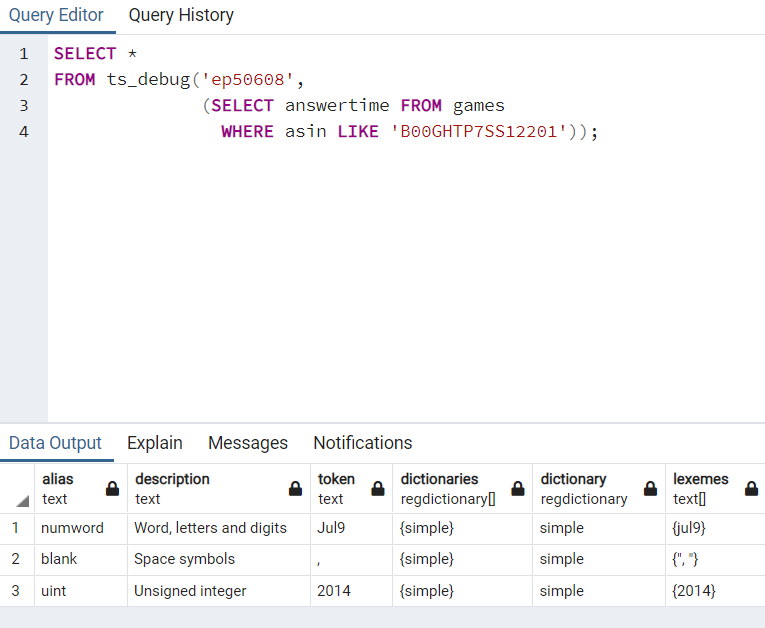 Query Editor Query History
1 SELECT *
2 FROM ts_debug('ep50608',
3 (SELECT answertime FROM games
4 WHERE asin LIKE 'B00GHTP7SS12201'));
Data Output Explain Messages Notifications
alias description token dictionaries dictionary lexemes
text text text regdictionary[] regdictionary text[]
1 numword Word, letters and digits Jul9 {simple} simple {jul9}
2 blank Space symbols , {simple} simple {", "}
3 uint Unsigned integer 2014 {simple} simple {2014}